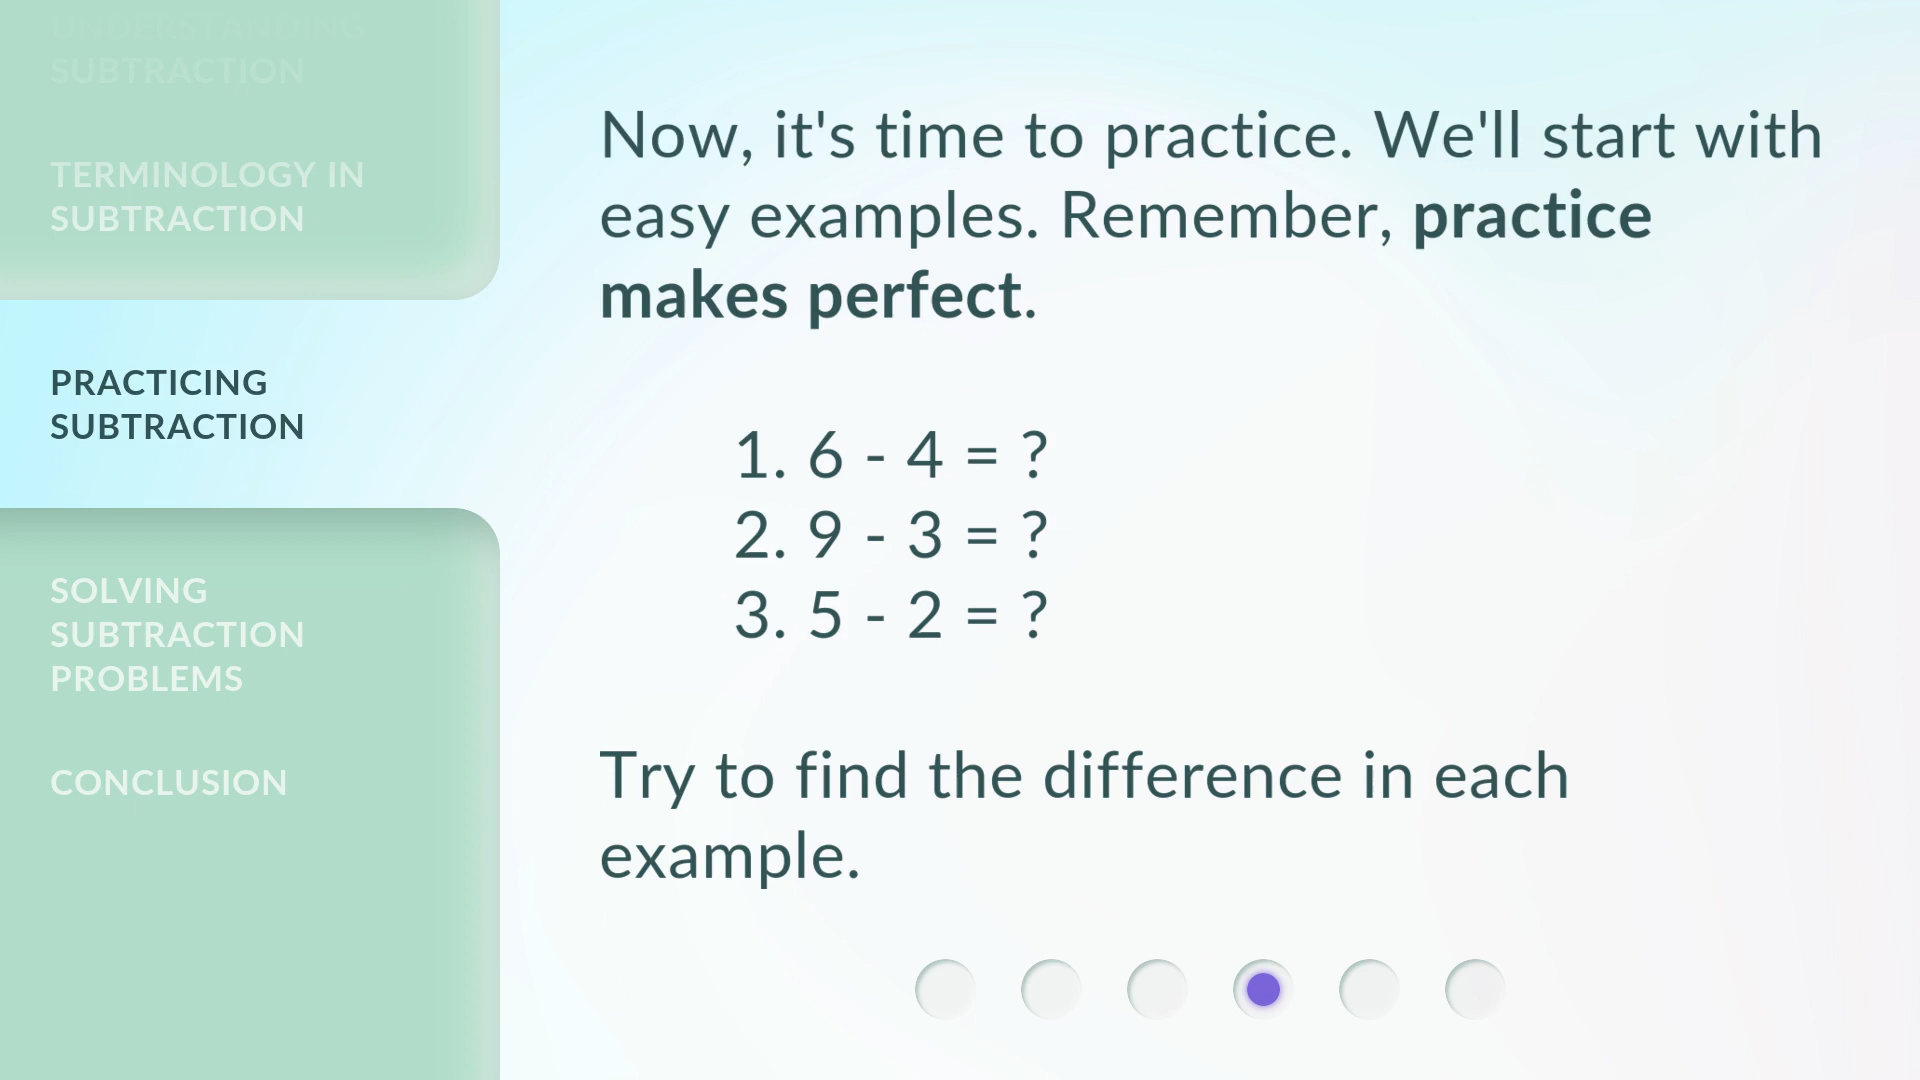 UNDERSTANDING
SUBTRACTION
TERMINOLOGY IN
SUBTRACTION
PRACTICING
SUBTRACTION
SOLVING
SUBTRACTION
PROBLEMS
CONCLUSION
Now, it's time to practice. We'll start with
easy examples. Remember, practice
makes perfect.
1. 6 - 4 = ?
2. 9 - 3 = ?
3. 5 - 2 = ?
Try to find the difference in each
example.